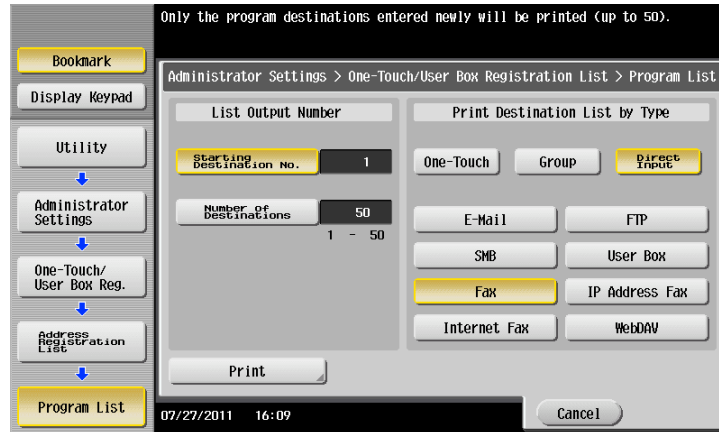 Only the program destinations entered newly will be printed (up to 50).
Bookmark
Display Keypad
Utility
Administrator
Settings
One-Touch/
User Box Reg.
Address
Registration
List
Program List
Administrator Settings > One-Touch/User Box Registration List > Program List
List Output Number
Starting
Destination No.
1
Number of
Destinations
50
1 - 50
Print Destination List by Type
One-Touch
Group
Direct
Input
E-Mail
FTP
SMB
User Box
Fax
IP Address Fax
Internet Fax
WebDAV
Print
07/27/2011 16:09
Cancel